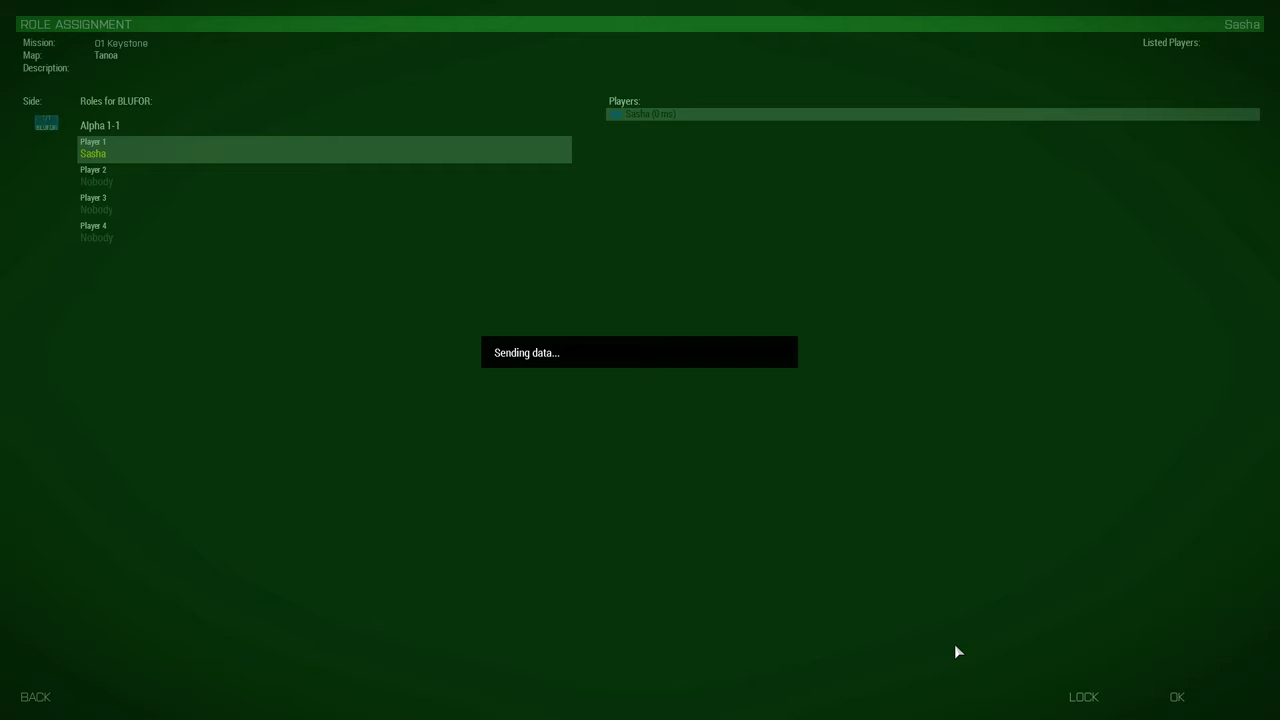 ROLE ASSIGNMENT Sasha
Mission: 01 Keystone Listed Players:
Map: Tanoa
Description:
Side: Roles for BLUFOR: Players:
Sasha (0 ms)
BLUFOR
Alpha 1-1
Player 1
Sasha
Player 2
Nobody
Player 3
Nobody
Player 4
Nobody
Sending data...
BACK LOCK OK